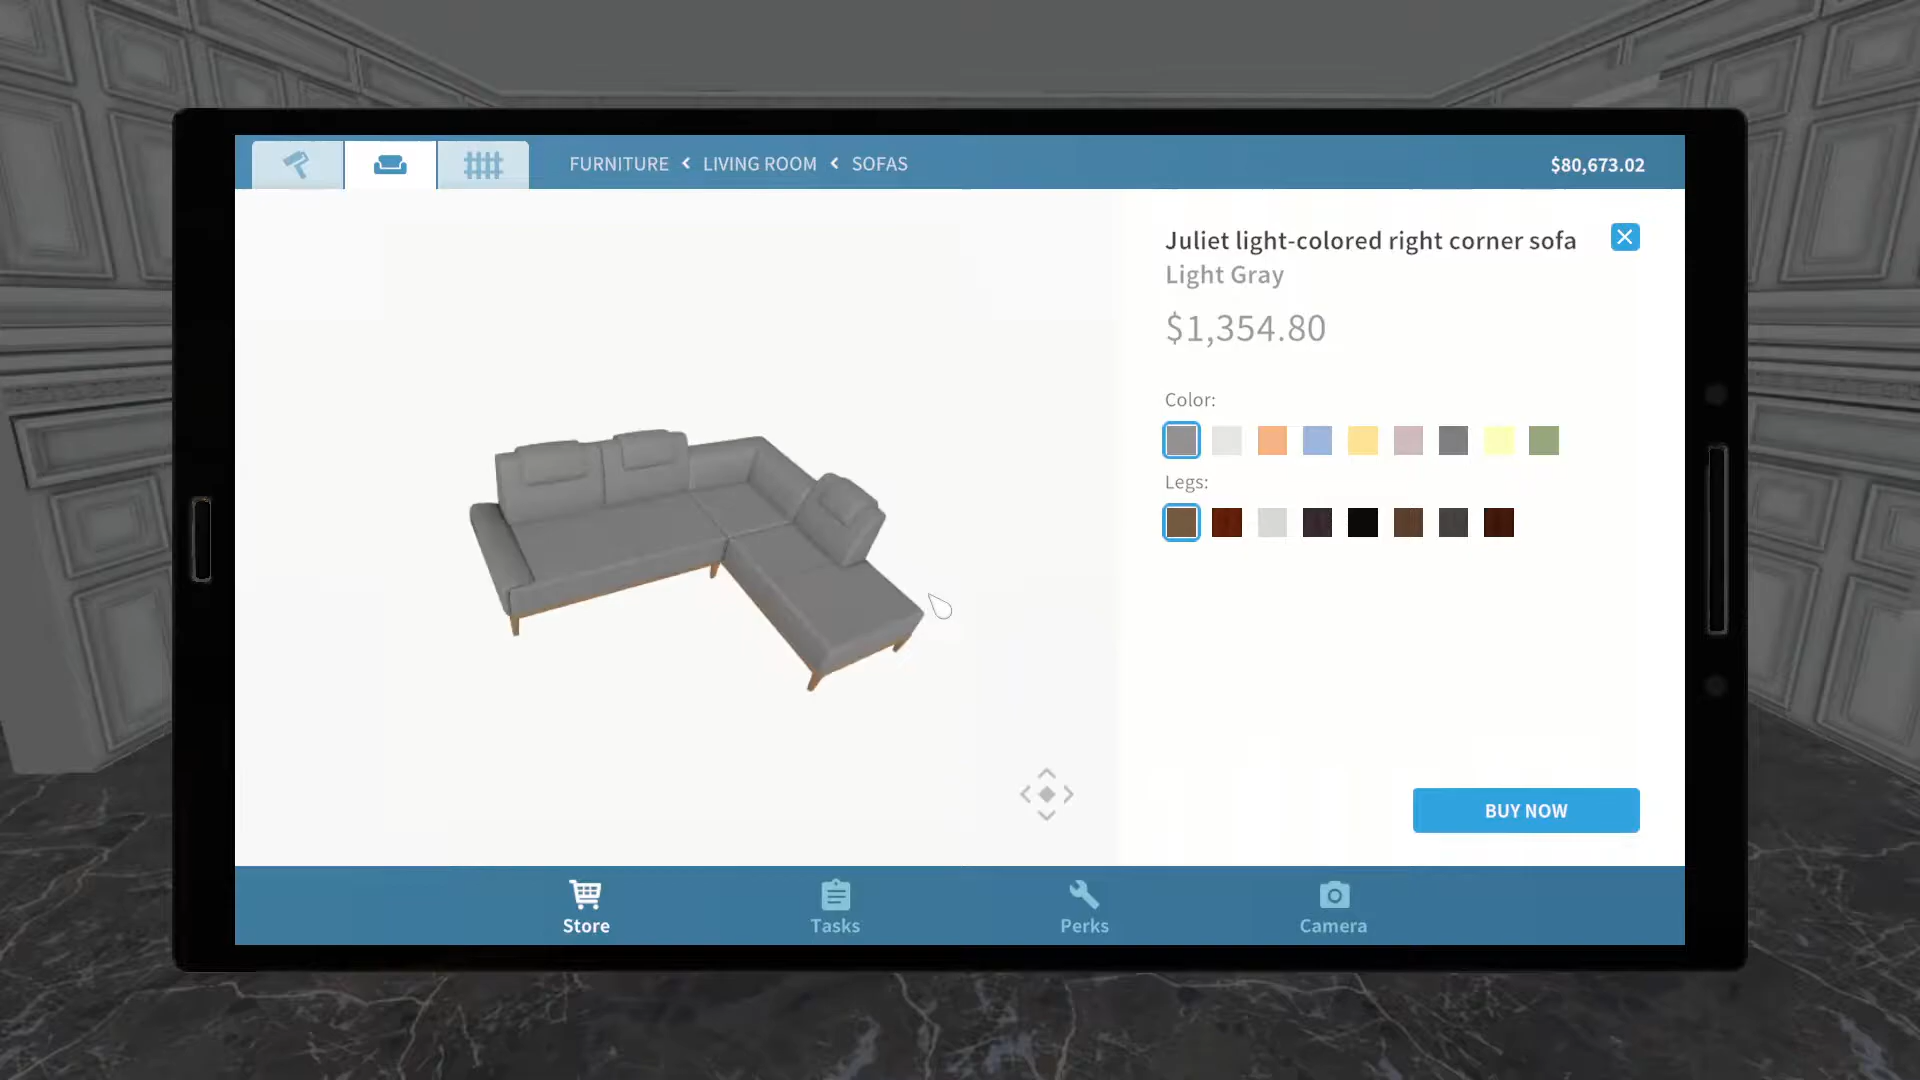 FURNITURE < LIVING ROOM < SOFAS
$80,673.02
Juliet light-colored right corner sofa
Light Gray
$1,354.80
Color:
Legs:
BUY NOW
Store
Tasks
Perks
Camera